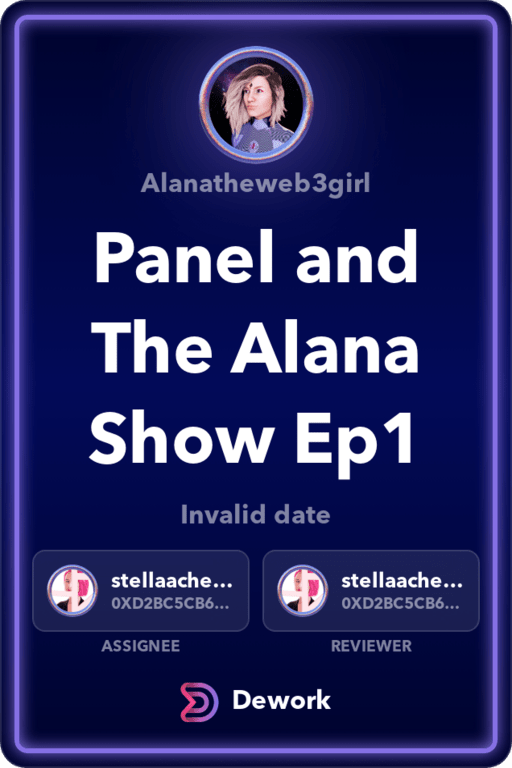 Alanatheweb3girl
Panel and
The Alana
Show Ep1
Invalid date
stellaache...
0XD2BC5CB6...
ASSIGNEE
stellaache...
0XD2BC5CB6...
REVIEWER
Dework